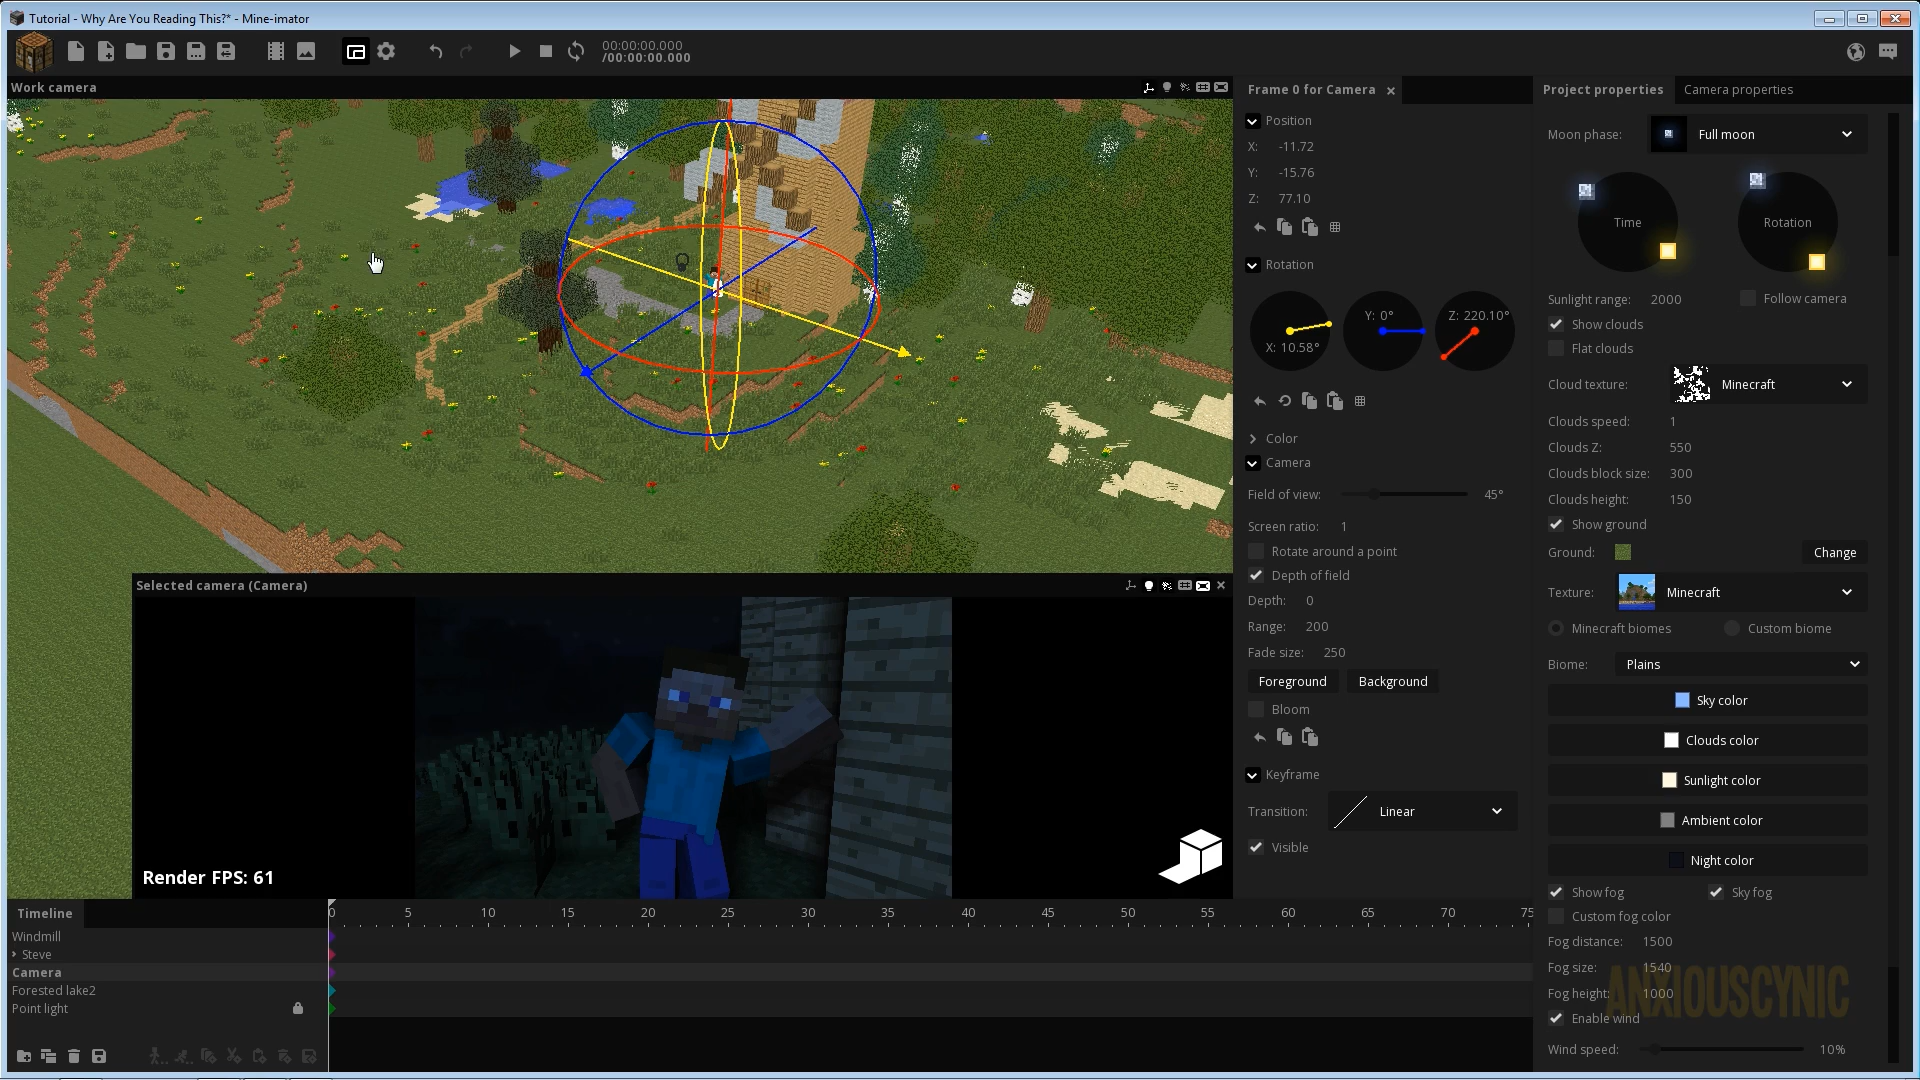 Tutorial - Why Are You Reading This?* - Mine-imator
00:00:00.000
/00:00:00.000
Work camera
Selected camera (Camera)
Render FPS: 61
Frame 0 for Camera
Position
X: -11.72
Y: -15.76
Z: 77.10
Rotation
X: 10.58°
Y: 0°
Z: 220.10°
Color
Camera
Field of view: 45°
Screen ratio: 1
Rotate around a point
Depth of field
Depth: 0
Range: 200
Fade size: 250
Foreground Background
Bloom
Keyframe
Transition: Linear
Visible
Project properties Camera properties
Moon phase: Full moon
Time Rotation
Sunlight range: 2000 Follow camera
Show clouds
Flat clouds
Cloud texture: Minecraft
Clouds speed: 1
Clouds Z: 550
Clouds block size: 300
Clouds height: 150
Show ground
Ground: Change
Texture: Minecraft
Minecraft biomes Custom biome
Biome: Plains
Sky color
Clouds color
Sunlight color
Ambient color
Night color
Show fog Sky fog
Custom fog color
Fog distance: 1500
Fog size: 1540
Fog height: 1000
ANXIOUSCYNIC
Enable wind
Wind speed: 10%
Timeline
0 5 10 15 20 25 30 35 40 45 50 55 60 65 70 75
Windmill
Steve
Camera
Forested lake2
Point light